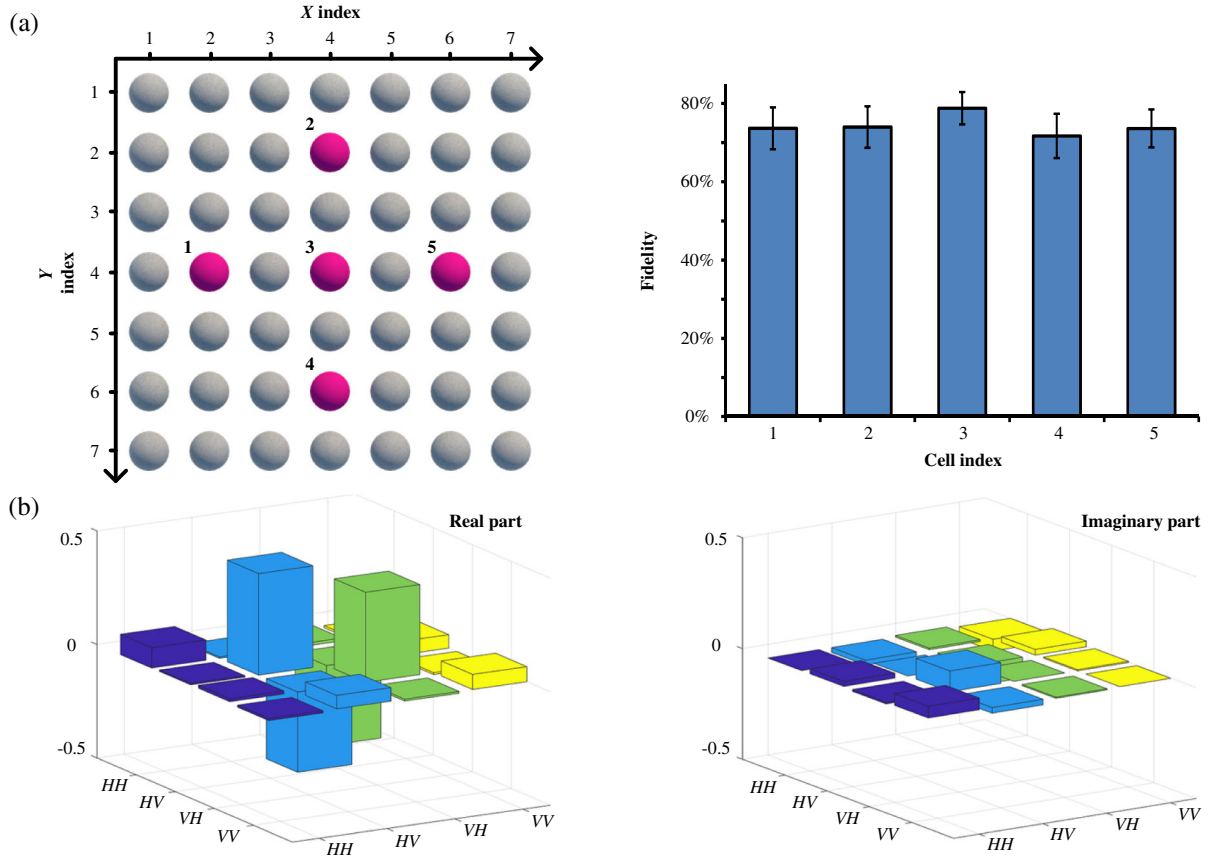 (a)
X index
1 2 3 4 5 6 7
1
2
3
4
5
6
7
Y
index
2
1
3
5
4
80%
60%
40%
20%
0%
Fidelity
1 2 3 4 5
Cell index
(b)
Real part
0.5
0
-0.5
HH
HV
VH
VV
HH
HV
VH
VV
Imaginary part
0.5
0
-0.5
HH
HV
VH
VV
HH
HV
VH
VV